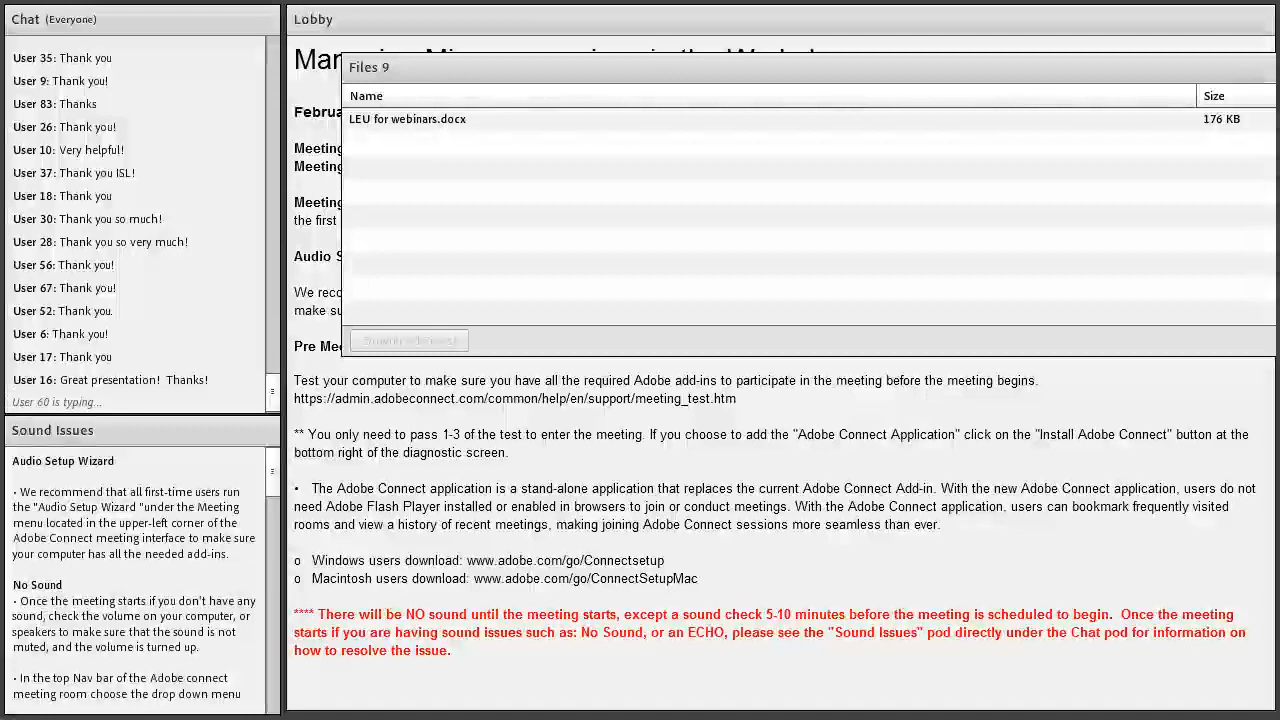 Chat (Everyone)
User 35: Thank you
User 9: Thank you!
User 83: Thanks
User 26: Thank you!
User 10: Very helpful!
User 37: Thank you ISL!
User 18: Thank you
User 30: Thank you so much!
User 28: Thank you so very much!
User 56: Thank you!
User 67: Thank you!
User 52: Thank you.
User 6: Thank you!
User 17: Thank you
User 16: Great presentation!  Thanks!
User 60 is typing...
Sound Issues
Audio Setup Wizard
• We recommend that all first-time users run
the "Audio Setup Wizard "under the Meeting
menu located in the upper-left corner of the
Adobe Connect meeting interface to make sure
your computer has all the needed add-ins.
No Sound
• Once the meeting starts if you don't have any
sound, check the volume on your computer, or
speakers to make sure that the sound is not
muted, and the volume is turned up.
• In the top Nav bar of the Adobe connect
meeting room choose the drop down menu
Lobby
Files 9
Name Size
LEU for webinars.docx 176 KB
Meeting
Meeting
Meeting
the first
Audio S
We reco
make su
Pre Mee
Test your computer to make sure you have all the required Adobe add-ins to participate in the meeting before the meeting begins.
https://admin.adobeconnect.com/common/help/en/support/meeting_test.htm
** You only need to pass 1-3 of the test to enter the meeting. If you choose to add the "Adobe Connect Application" click on the "Install Adobe Connect" button at the
bottom right of the diagnostic screen.
• The Adobe Connect application is a stand-alone application that replaces the current Adobe Connect Add-in. With the new Adobe Connect application, users do not
need Adobe Flash Player installed or enabled in browsers to join or conduct meetings. With the Adobe Connect application, users can bookmark frequently visited
rooms and view a history of recent meetings, making joining Adobe Connect sessions more seamless than ever.
o Windows users download: www.adobe.com/go/Connectsetup
o Macintosh users download: www.adobe.com/go/ConnectSetupMac
**** There will be NO sound until the meeting starts, except a sound check 5-10 minutes before the meeting is scheduled to begin.  Once the meeting
starts if you are having sound issues such as: No Sound, or an ECHO, please see the "Sound Issues" pod directly under the Chat pod for information on
how to resolve the issue.